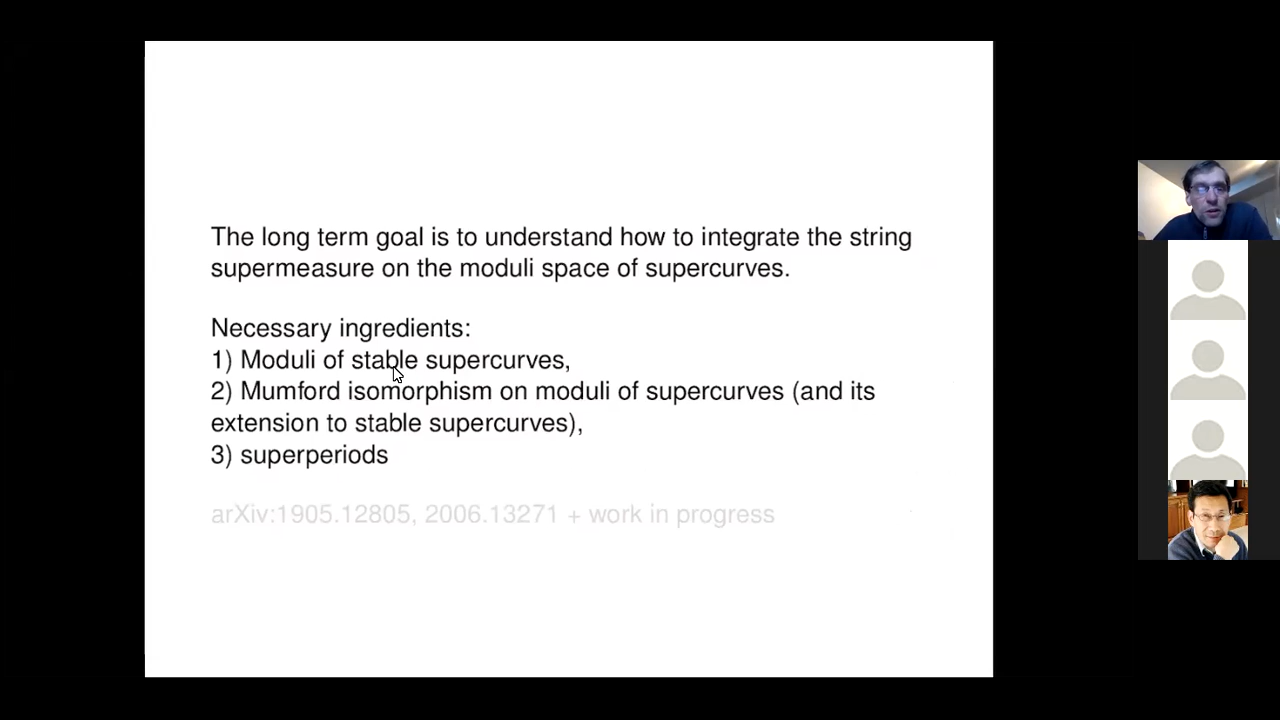 The long term goal is to understand how to integrate the string
supermeasure on the moduli space of supercurves.
Necessary ingredients:
1) Moduli of stable supercurves,
2) Mumford isomorphism on moduli of supercurves (and its
extension to stable supercurves),
3) superperiods
arXiv:1905.12805, 2006.13271 + work in progress